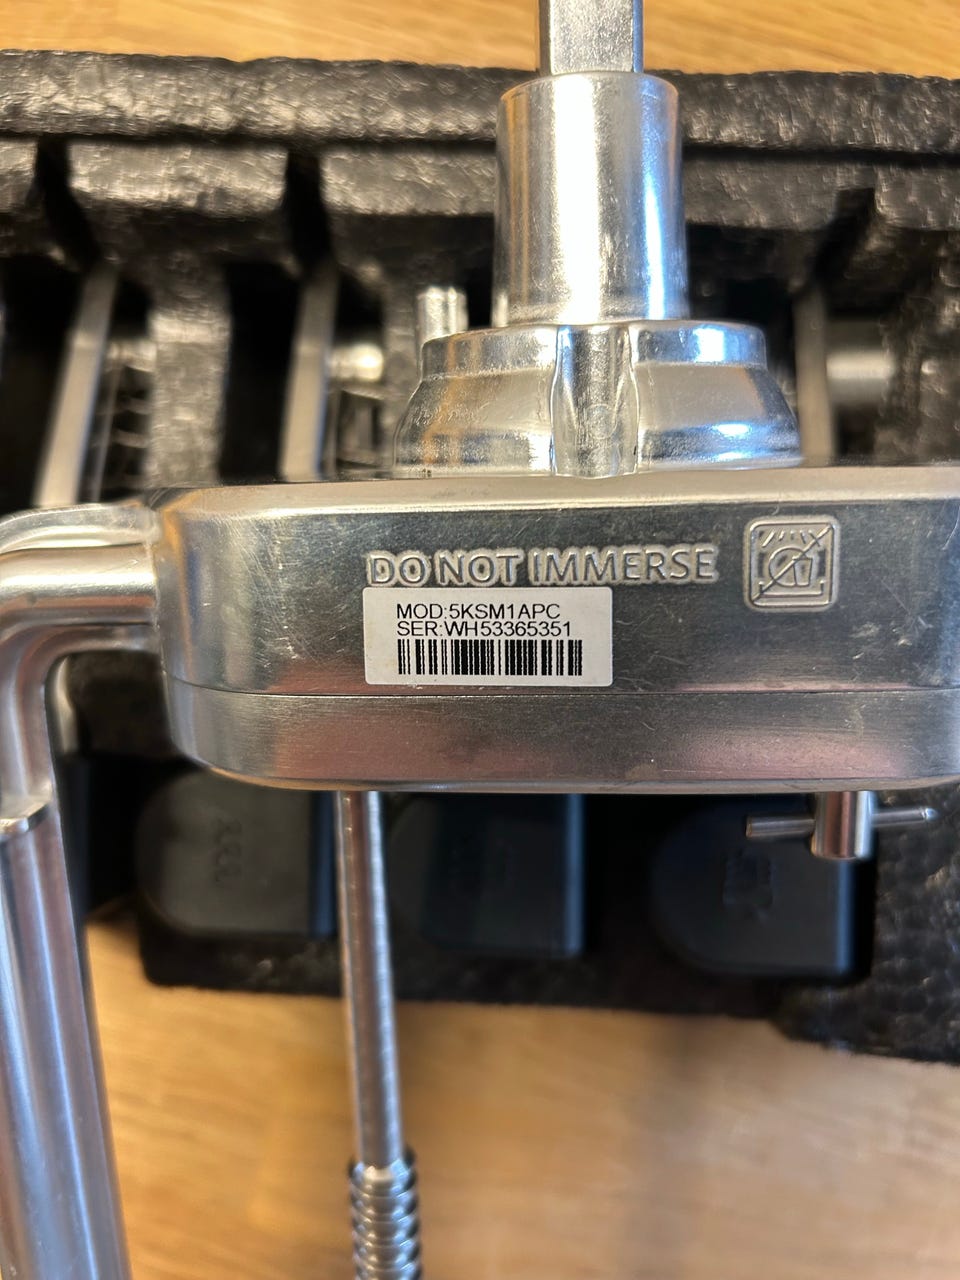 DO NOT IMMERSE
MOD:5KSM1APC
SER:WH53365351